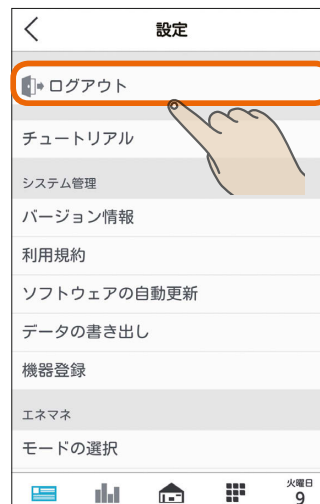 設定
ログアウト
チュートリアル
システム管理
バージョン情報
利用規約
ソフトウェアの自動更新
データの書き出し
機器登録
エネマネ
モードの選択
火曜日
9